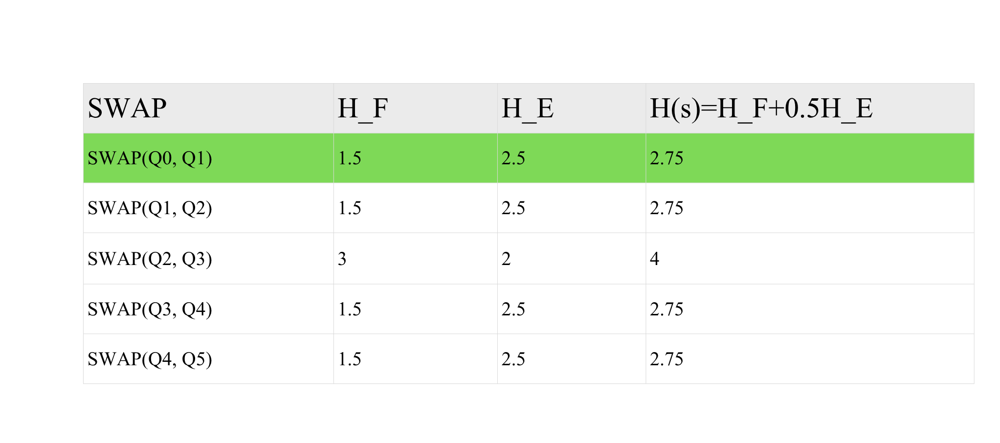 SWAP H_F H_E H(s)=H_F+0.5H_E
SWAP(Q0, Q1) 1.5 2.5 2.75
SWAP(Q1, Q2) 1.5 2.5 2.75
SWAP(Q2, Q3) 3 2 4
SWAP(Q3, Q4) 1.5 2.5 2.75
SWAP(Q4, Q5) 1.5 2.5 2.75